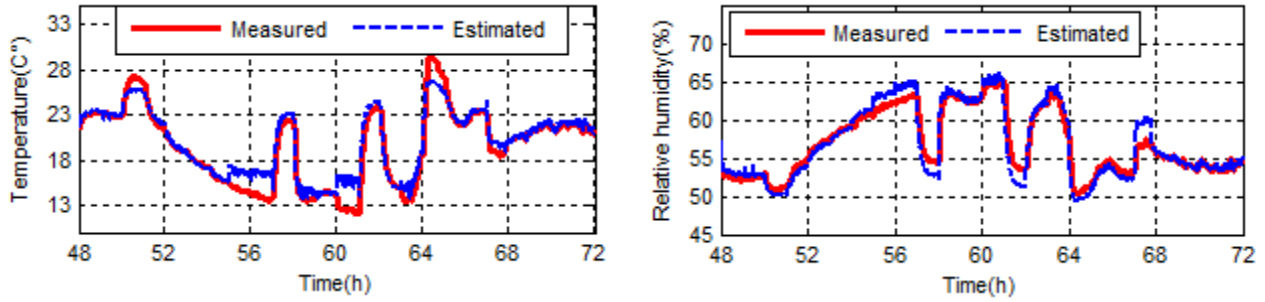 33
28
23
18
13
Temperature(C°)
Measured
Estimated
48 52 56 60 64 68 72
Time(h)
70
65
60
55
50
45
Relative humidity(%)
Measured
Estimated
48 52 56 60 64 68 72
Time(h)